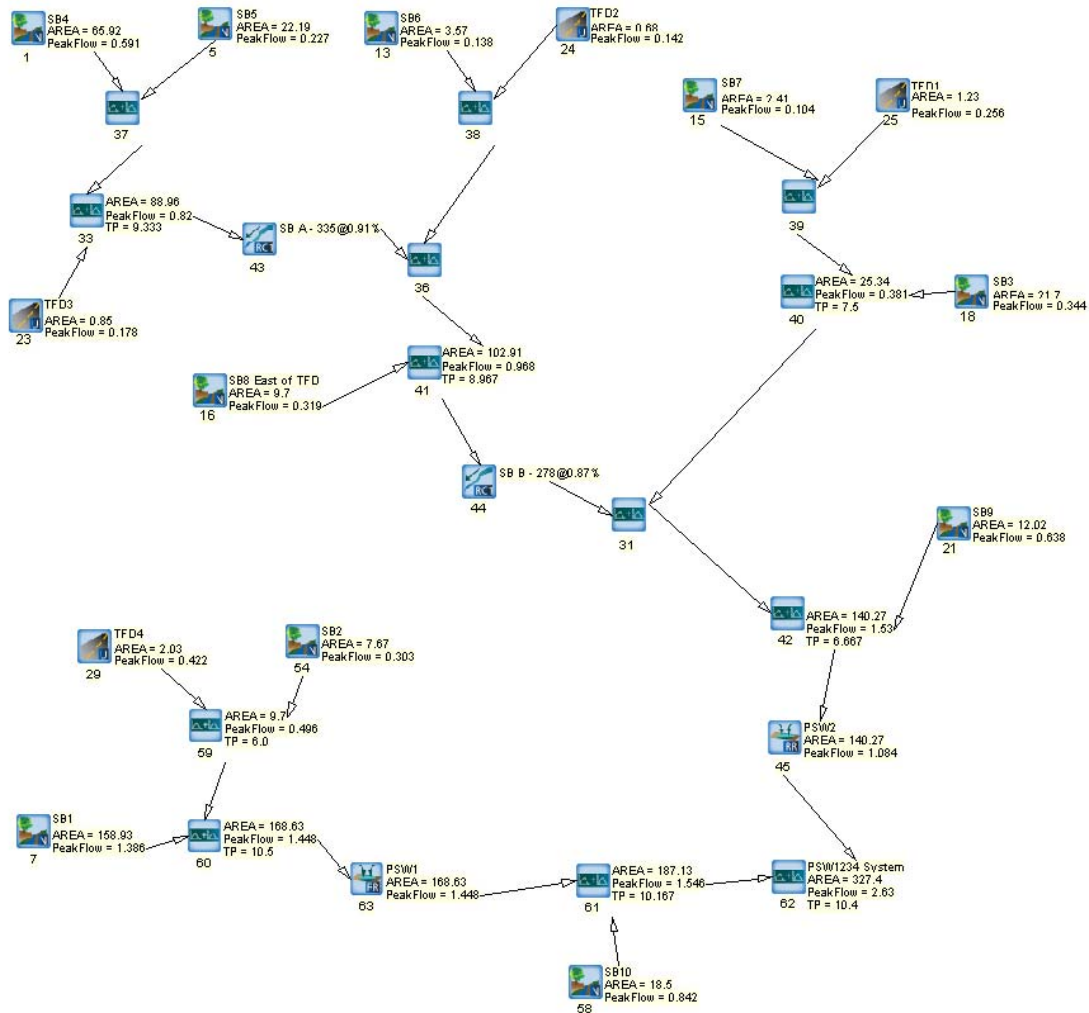 SB4
AREA = 65.92
PeakFlow = 0.591
1
SB5
AREA = 22.19
PeakFlow = 0.227
5
SB6
AREA = 3.57
PeakFlow = 0.138
13
TFD2
AREA = 0.68
PeakFlow = 0.142
24
SB7
AREA = 2.41
PeakFlow = 0.104
15
TFD1
AREA = 1.23
PeakFlow = 0.256
25
37
38
39
AREA = 88.96
PeakFlow = 0.82
TP = 9.333
33
SB A - 335@0.91%
RCT
43
36
AREA = 25.34
PeakFlow = 0.381
TP = 7.5
40
SB3
AREA = 21.7
PeakFlow = 0.344
18
TFD3
AREA = 0.85
PeakFlow = 0.178
23
AREA = 102.91
PeakFlow = 0.968
TP = 8.967
41
SB8 East of TFD
AREA = 9.7
PeakFlow = 0.319
16
SB B - 278@0.87%
RCT
44
31
SB9
AREA = 12.02
PeakFlow = 0.638
21
AREA = 140.27
PeakFlow = 1.53
TP = 6.667
42
TFD4
AREA = 2.03
PeakFlow = 0.422
29
SB2
AREA = 7.67
PeakFlow = 0.303
54
AREA = 9.7
PeakFlow = 0.496
TP = 6.0
59
PSW2
AREA = 140.27
PeakFlow = 1.084
RR
45
SB1
AREA = 158.93
PeakFlow = 1.386
7
AREA = 168.63
PeakFlow = 1.448
TP = 10.5
60
PSW1
AREA = 168.63
PeakFlow = 1.448
RR
63
AREA = 187.13
PeakFlow = 1.546
TP = 10.167
61
PSW1234 System
AREA = 327.4
PeakFlow = 2.63
TP = 10.4
62
SB10
AREA = 18.5
PeakFlow = 0.842
58